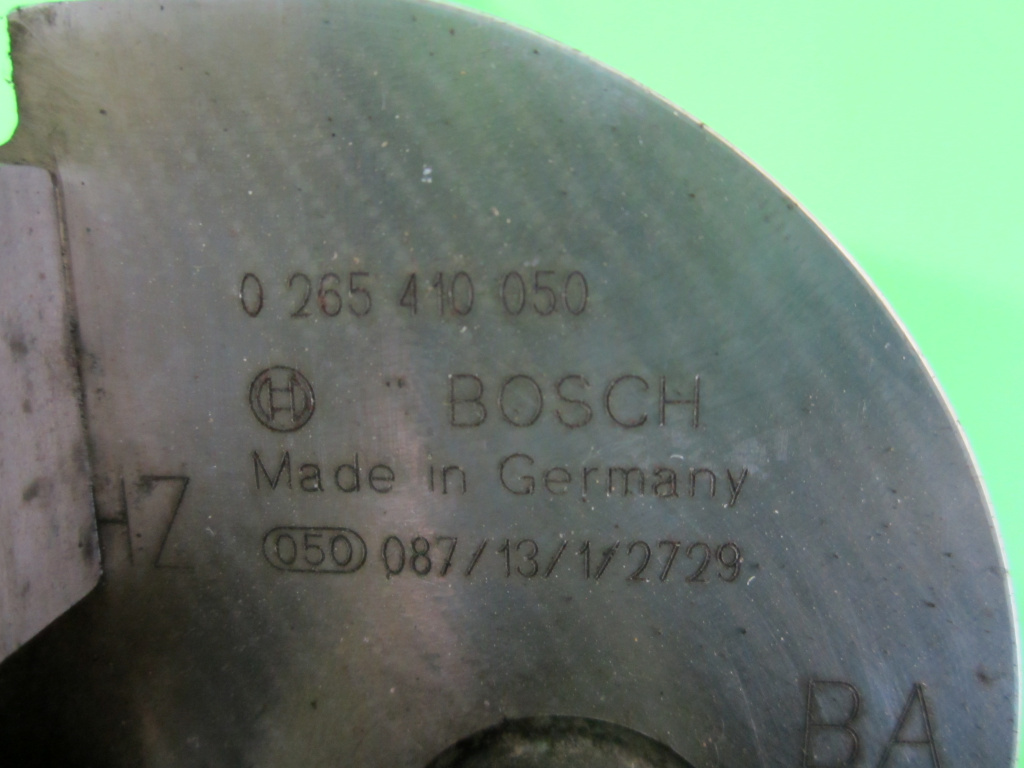 0 265 410 050
BOSCH
Made in Germany
HZ
050 087/13/1/2729
BA